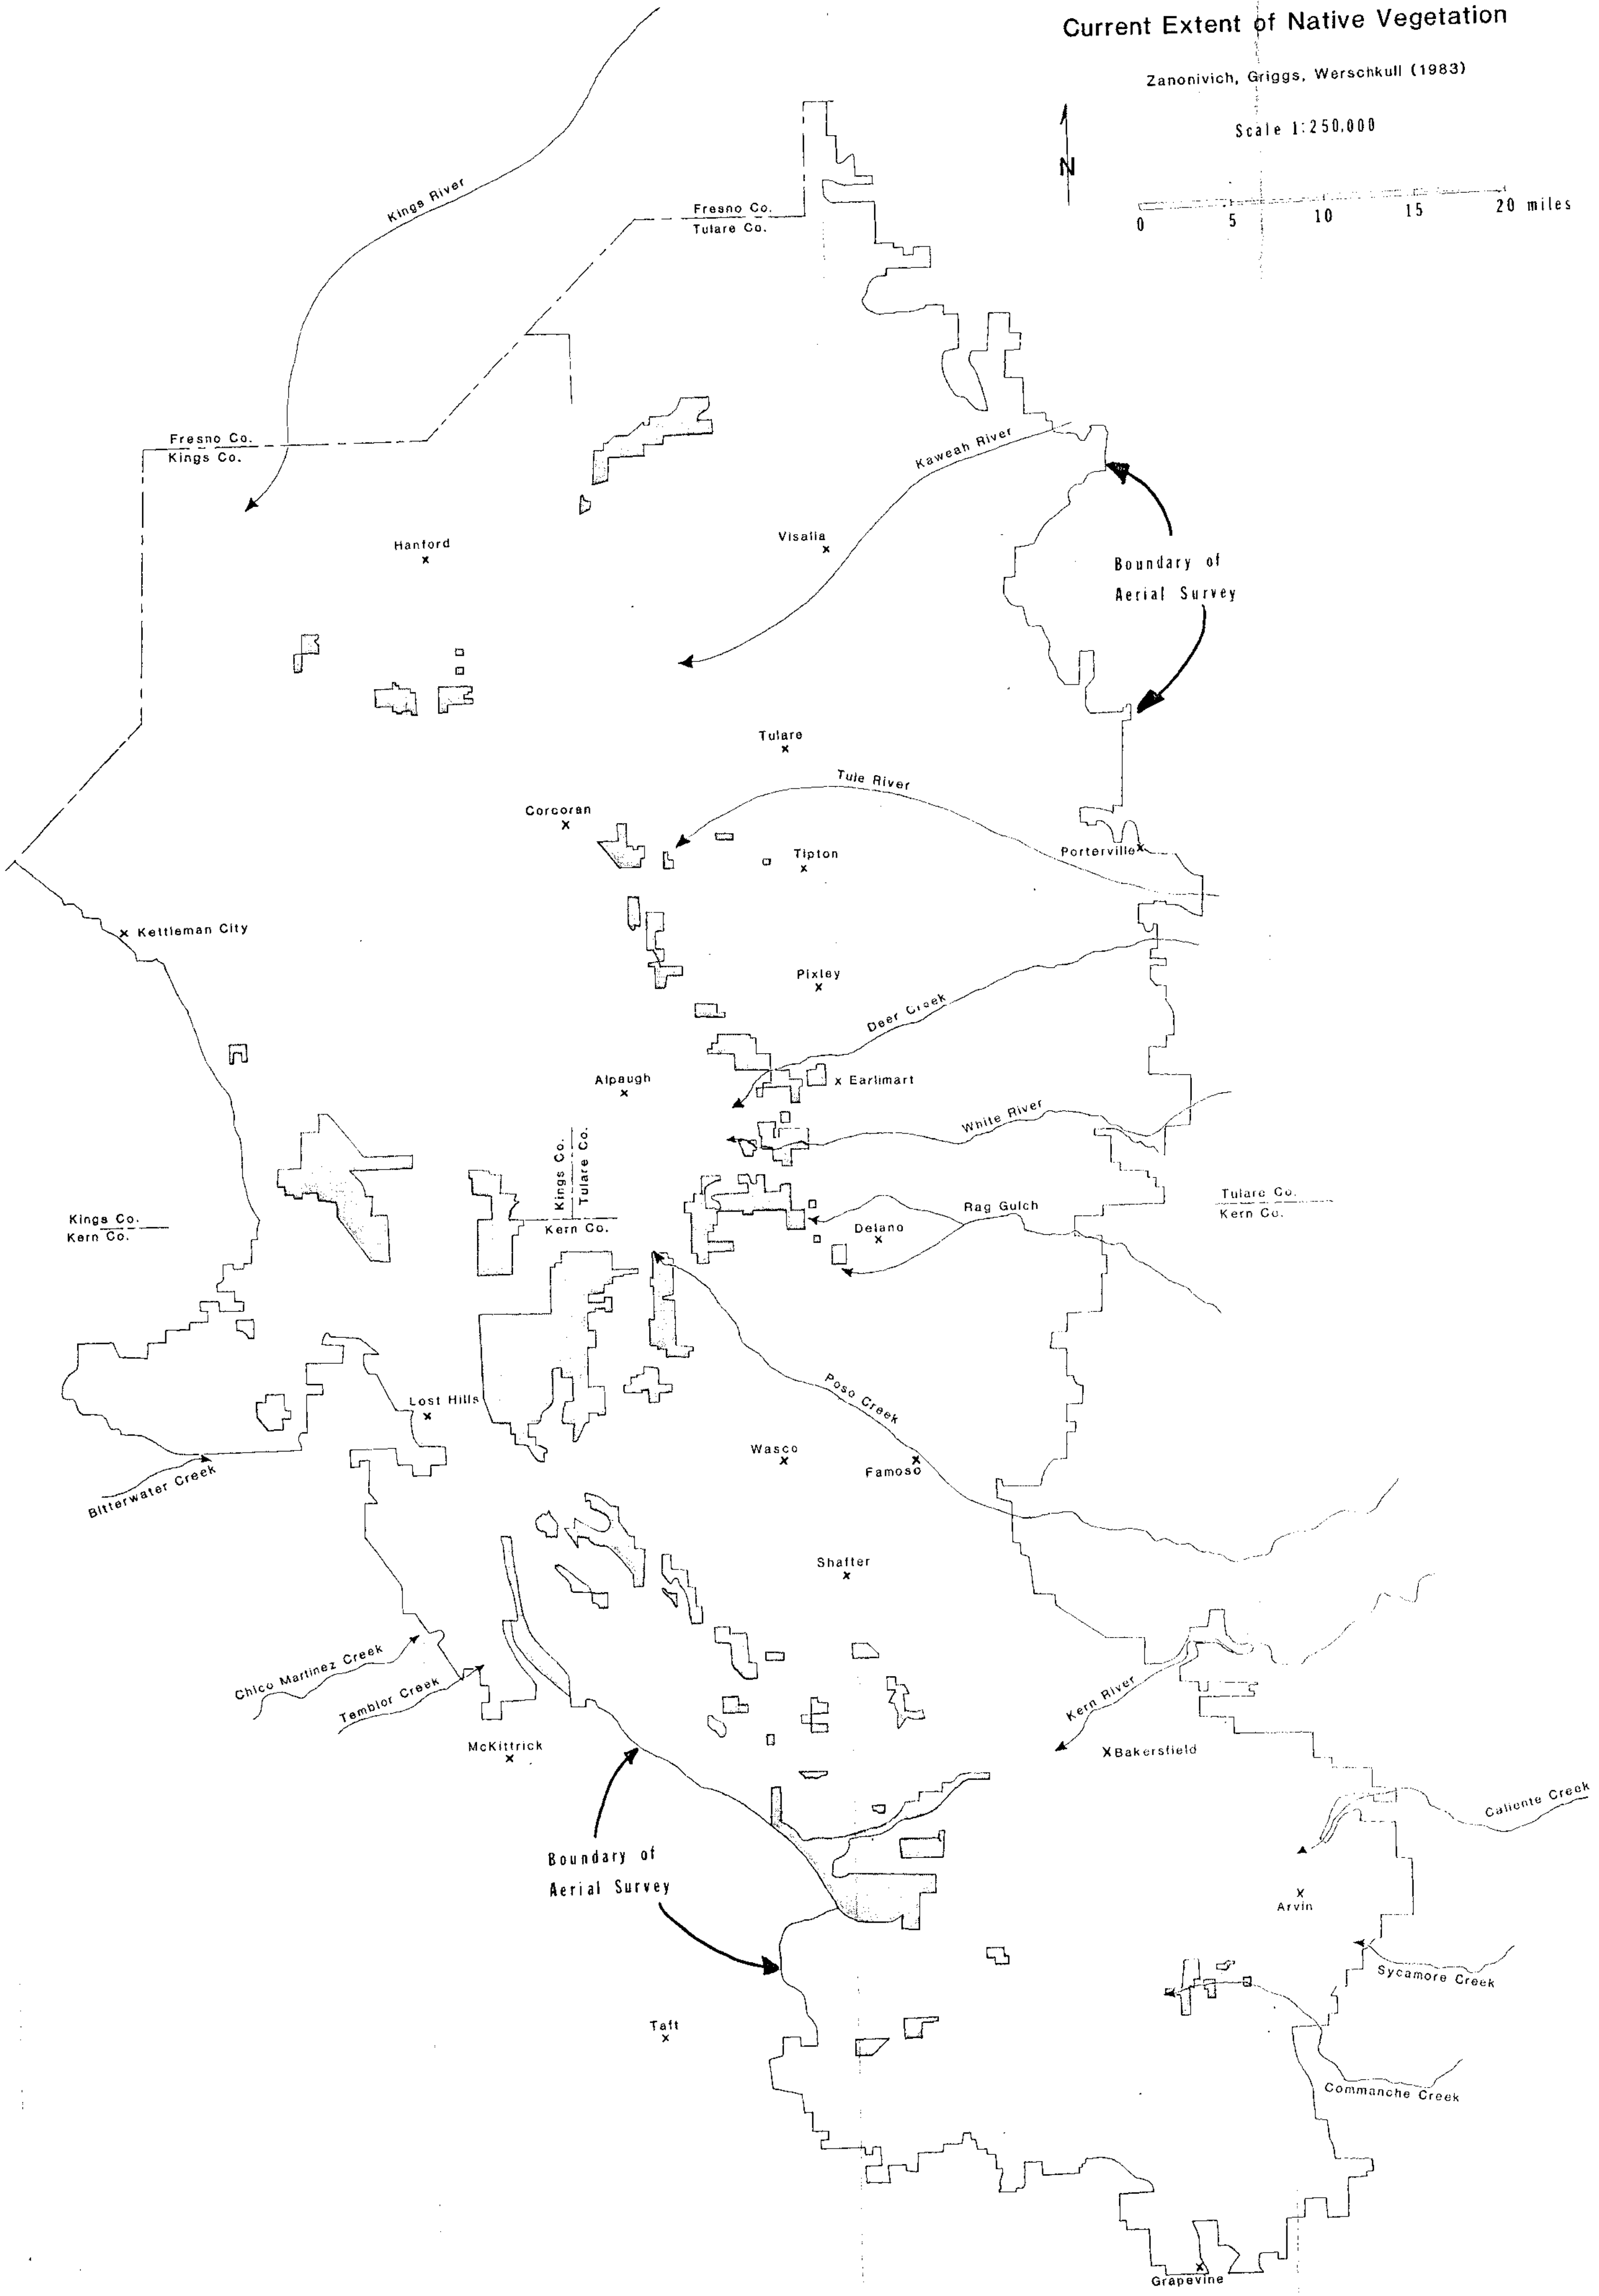 Current Extent of Native Vegetation
Zanonivich, Griggs, Werschkull (1983)
Scale 1:250,000
N
0 5 10 15 20 miles
Kings River
Fresno Co.
Tulare Co.
Fresno Co.
Kings Co.
Kaweah River
Hanford
x
Visalia
x
Boundary of
Aerial Survey
Tulare
x
Tule River
Corcoran
x
Tipton
x
Porterville x
x Kettleman City
Pixley
x
Deer Creek
Alpaugh
x
x Earlimart
White River
Kings Co.
Tulare Co.
Kern Co.
Kings Co.
Kern Co.
Tulare Co.
Kern Co.
Rag Gulch
Delano
x
Lost Hills
x
Poso Creek
Wasco
x
x
Famoso
Bitterwater Creek
Shafter
x
Chico Martinez Creek
Temblor Creek
Kern River
McKittrick
x
x Bakersfield
Caliente Creek
Boundary of
Aerial Survey
x
Arvin
Sycamore Creek
Taft
x
Commanche Creek
x
Grapevine